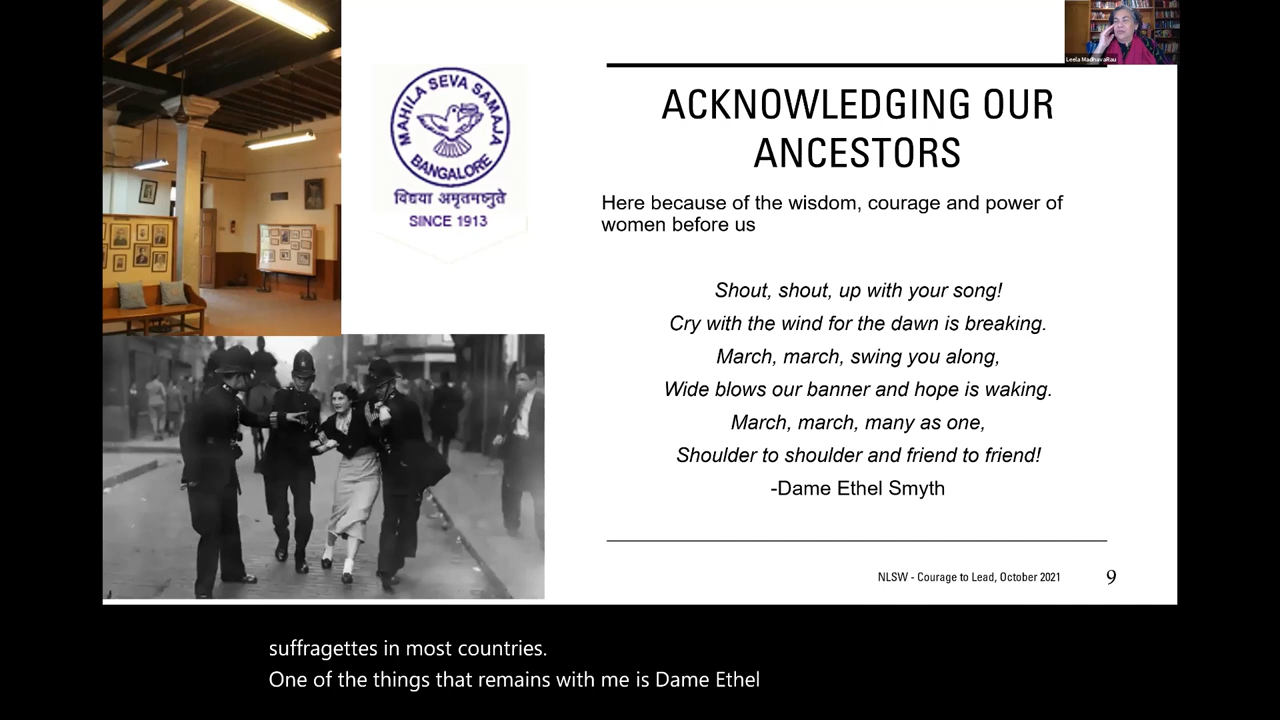 Leela MadhavaRau
MAHILA SEVA SAMAJA
BANGALORE
विद्यया अमृतमश्नुते
SINCE 1913
ACKNOWLEDGING OUR
ANCESTORS
Here because of the wisdom, courage and power of
women before us
Shout, shout, up with your song!
Cry with the wind for the dawn is breaking.
March, march, swing you along,
Wide blows our banner and hope is waking.
March, march, many as one,
Shoulder to shoulder and friend to friend!
-Dame Ethel Smyth
NLSW - Courage to Lead, October 2021
9
suffragettes in most countries.
One of the things that remains with me is Dame Ethel